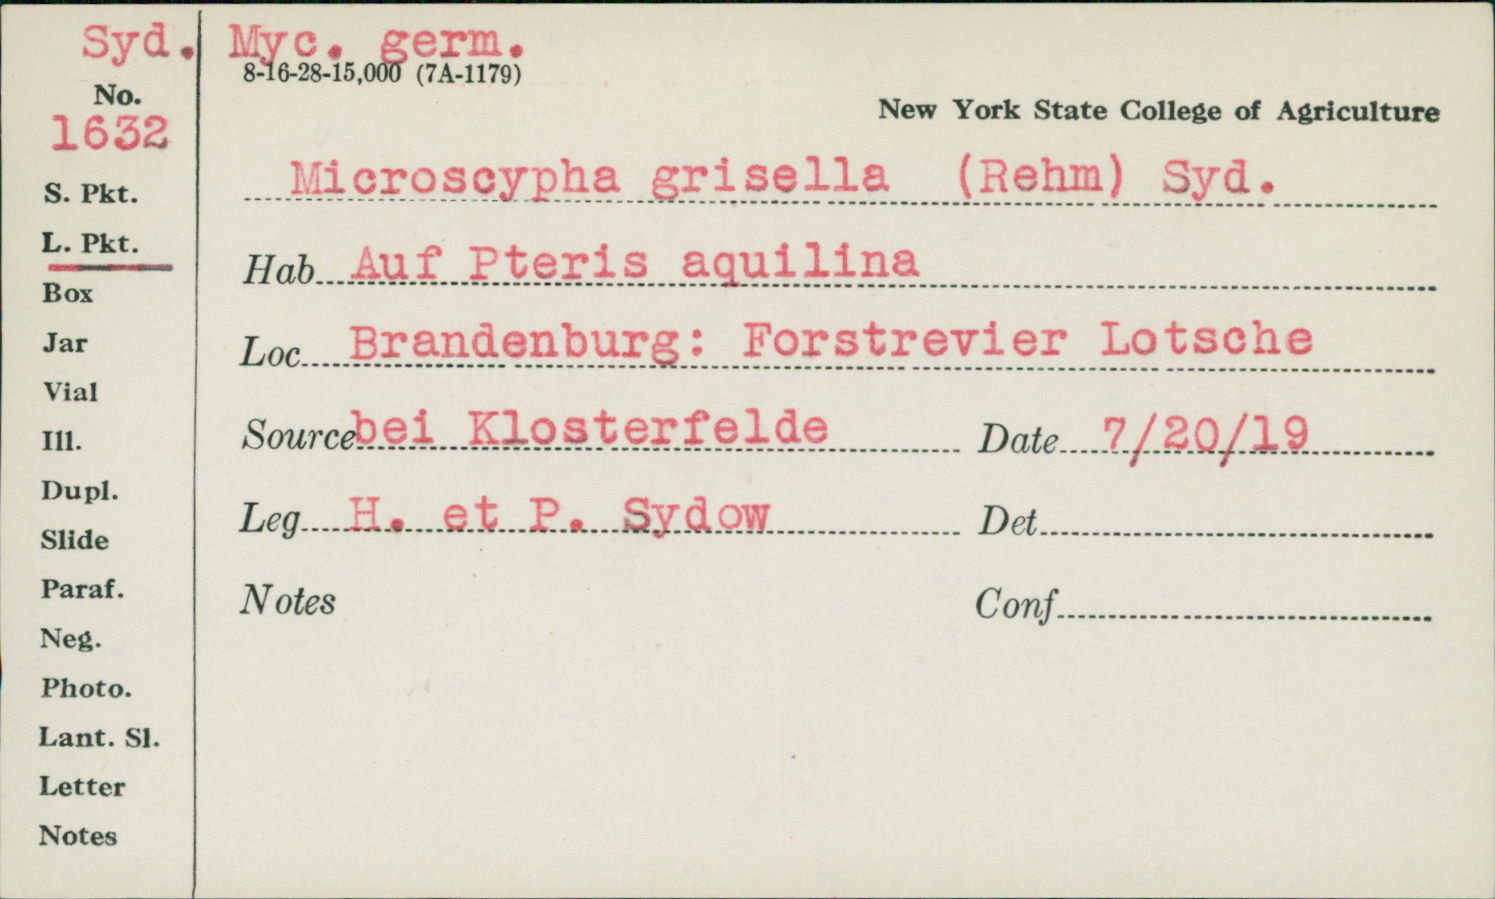 Syd. Myc. germ.
8-16-28-15,000 (7A-1179)
No.
1632
New York State College of Agriculture
Microscypha grisella (Rehm) Syd.
S. Pkt.
L. Pkt.
Hab Auf Pteris aquilina
Box
Jar
Loc Brandenburg: Forstrevier Lotsche
Vial
Ill.
Source bei Klosterfelde Date 7/20/19
Dupl.
Leg H. et P. Sydow Det
Slide
Paraf.
Notes Conf
Neg.
Photo.
Lant. Sl.
Letter
Notes